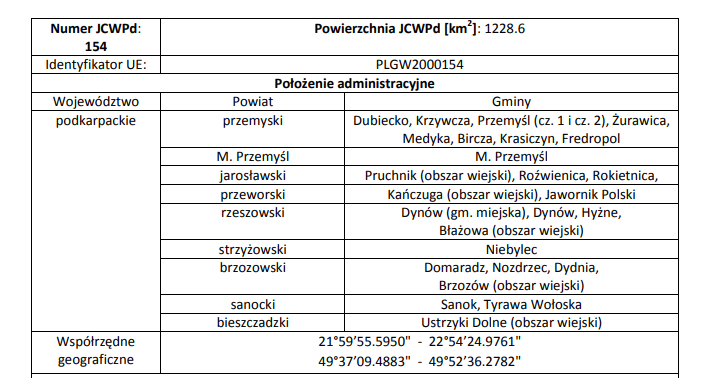 Numer JCWPd:
154
Powierzchnia JCWPd [km²]: 1228.6
Identyfikator UE:
PLGW2000154
Położenie administracyjne
Województwo
Powiat
Gminy
podkarpackie
przemyski
Dubiecko, Krzywcza, Przemyśl (cz. 1 i cz. 2), Żurawica,
Medyka, Bircza, Krasiczyn, Fredropol
M. Przemyśl
M. Przemyśl
jarosławski
Pruchnik (obszar wiejski), Roźwienica, Rokietnica,
przeworski
Kańczuga (obszar wiejski), Jawornik Polski
rzeszowski
Dynów (gm. miejska), Dynów, Hyżne,
Błażowa (obszar wiejski)
strzyżowski
Niebylec
brzozowski
Domaradz, Nozdrzec, Dydnia,
Brzozów (obszar wiejski)
sanocki
Sanok, Tyrawa Wołoska
bieszczadzki
Ustrzyki Dolne (obszar wiejski)
Współrzędne
geograficzne
21°59′55.5950" - 22°54′24.9761"
49°37′09.4883" - 49°52′36.2782"